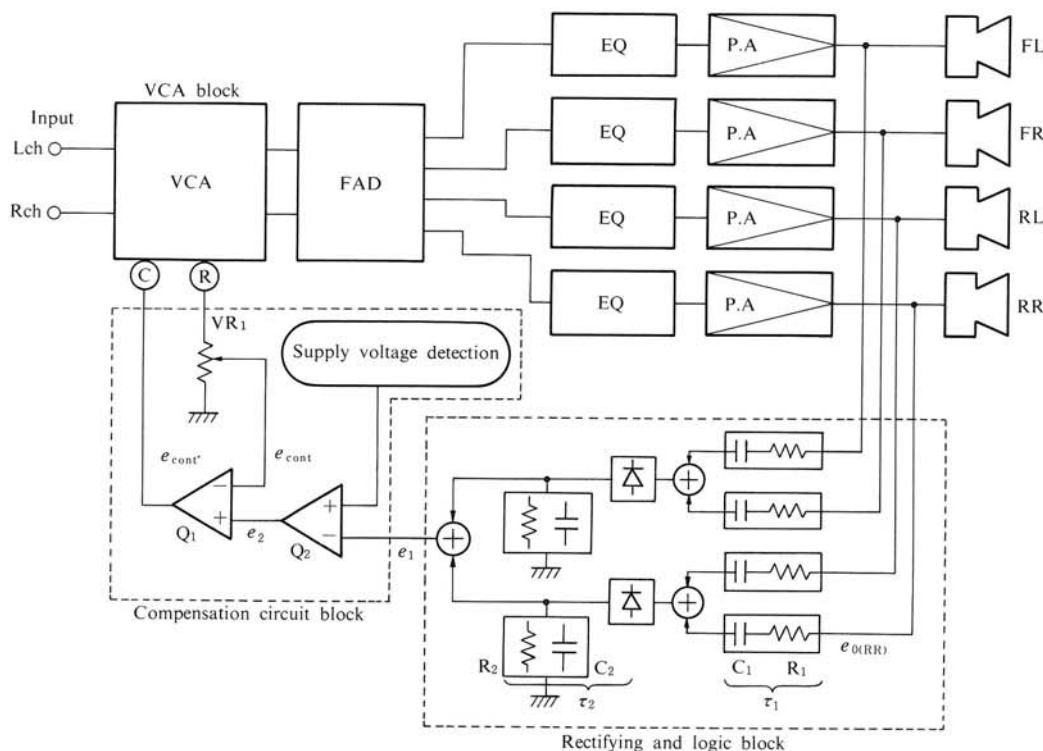 EQ
P.A
FL
VCA block
Input
Lch
Rch
VCA
FAD
EQ
P.A
FR
EQ
P.A
RL
C
R
EQ
P.A
RR
VR1
Supply voltage detection
econt'
econt
−
+
Q1
e2
+
−
Q2
e1
+
+
+
Compensation circuit block
e0(RR)
R2
C2
τ2
C1
R1
τ1
Rectifying and logic block